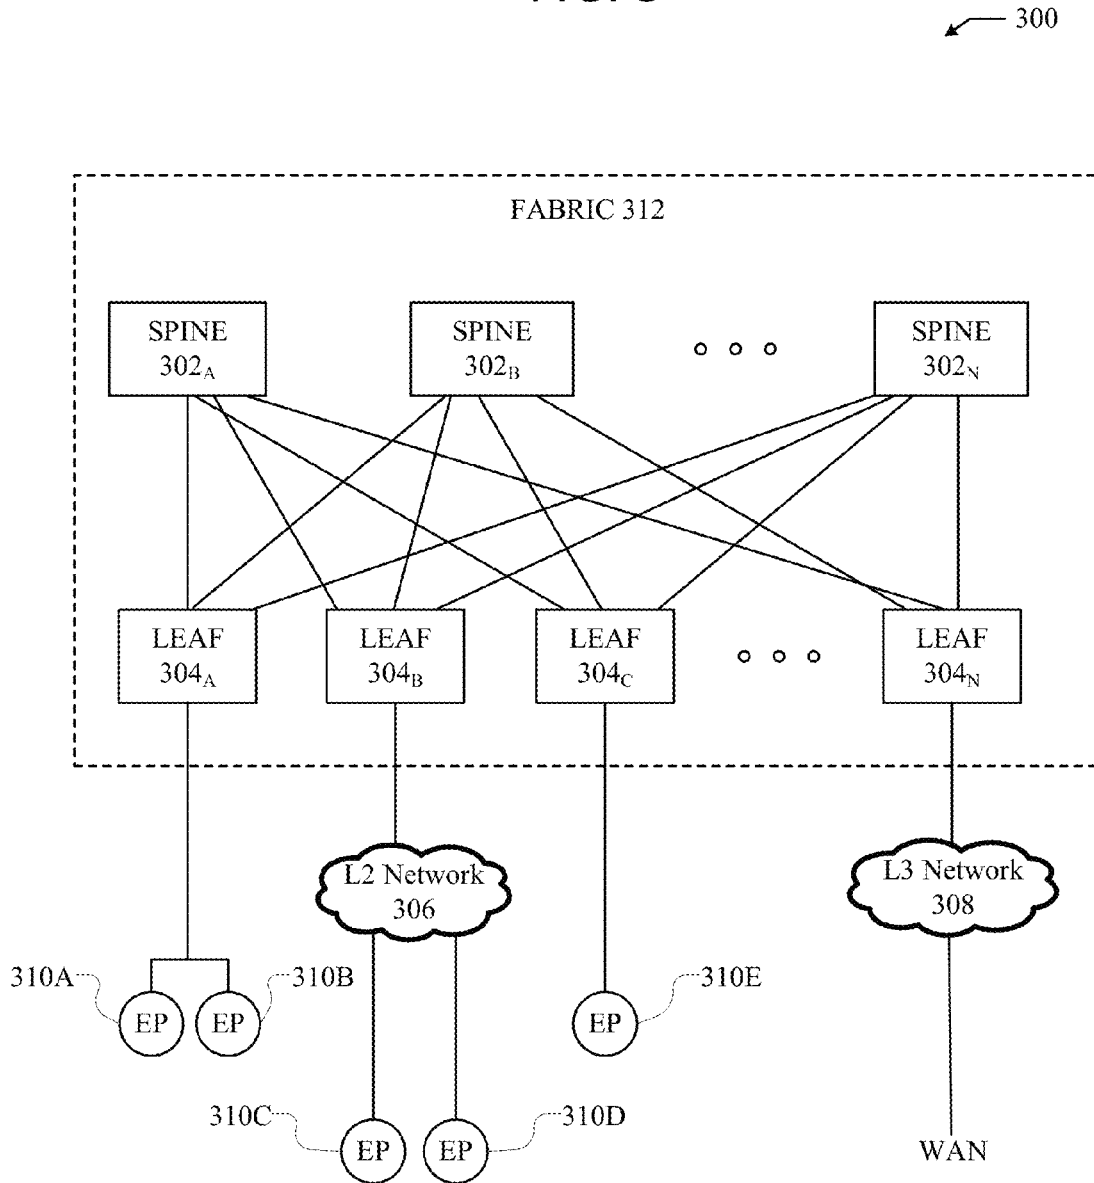 300
FABRIC 312
SPINE
302A
SPINE
302B
SPINE
302N
LEAF
304A
LEAF
304B
LEAF
304C
LEAF
304N
L2 Network
306
L3 Network
308
310A
EP
EP
310B
EP
310E
310C
EP
EP
310D
WAN